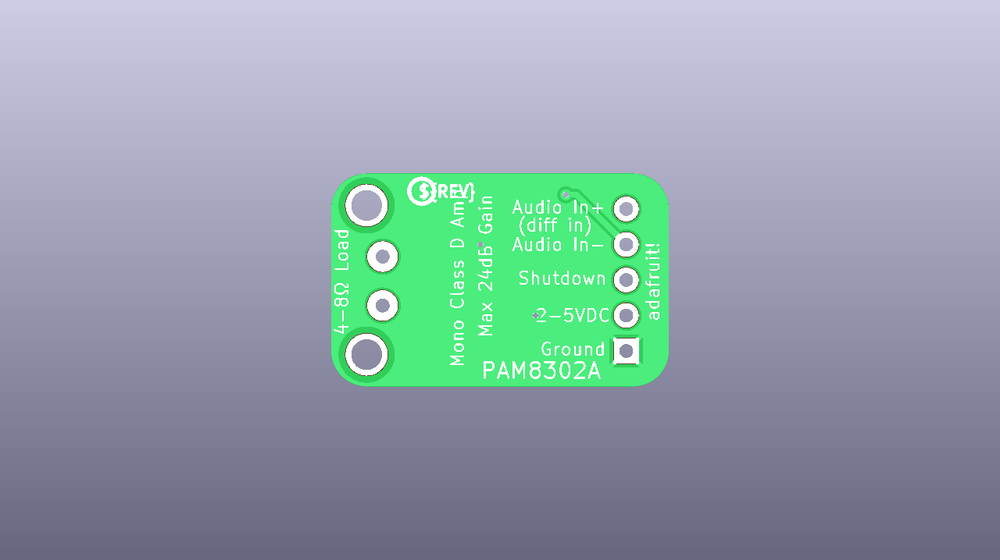 ${REV}
Audio In+
(diff in)
Audio In-
Shutdown
2-5VDC
Ground
PAM8302A
4-8Ω Load
Mono Class D Amp
Max 24dB Gain
adafruit!